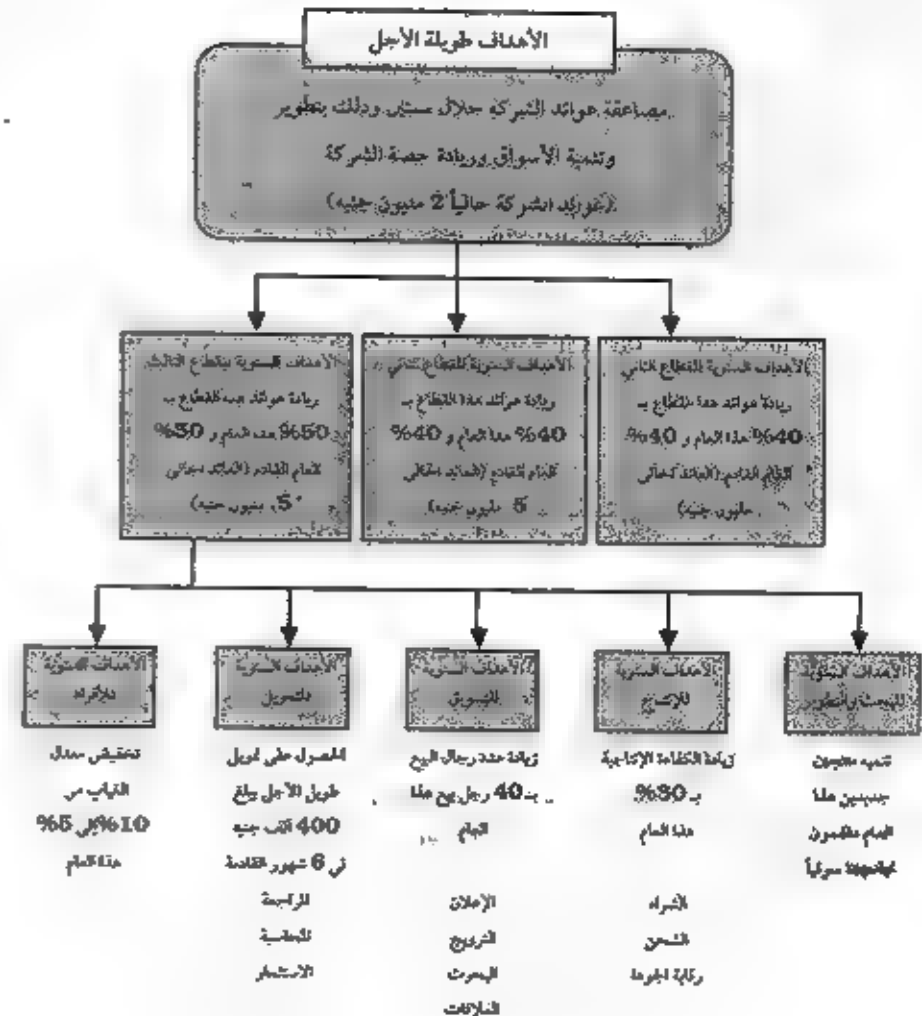 الأهداف طويلة الأجل
مضاعفة عوائد الشركة خلال سنتين وذلك بتطوير
وتنمية الأسواق وزيادة حصة الشركة
(عوائد الشركة حالياً 2 مليون جنيه)
الأهداف السنوية للقطاع الثاني
زيادة عوائد هذا القطاع بـ
40% هذا العام و 40%
للعام القادم (العائد الحالي
مليون جنيه)
الأهداف السنوية للقطاع الثاني
زيادة عوائد هذا القطاع بـ
40% هذا العام و 40%
للعام القادم (العائد الحالي
5 مليون جنيه)
الأهداف السنوية للقطاع الثالث
زيادة عوائد هذا القطاع بـ
50% هذا العام و 30%
للعام القادم (العائد الحالي
5. مليون جنيه)
الأهداف السنوية
للبحث والتطوير
تنمية منتجين
جديدين هذا
العام
الأهداف السنوية
للإنتاج
زيادة الكفاءة الإنتاجية
بـ 30%
هذا العام
الشراء
الشحن
رقابة الجودة
الأهداف السنوية
للتسويق
زيادة عدد رجال البيع
بـ 40 رجل بيع هذا
العام
الإعلان
الترويج
البحوث
العلاقات
الأهداف السنوية
للتمويل
الحصول على تمويل
طويل الأجل يبلغ
400 ألف جنيه
في 6 شهور القادمة
المراجعة
المحاسبة
الاستثمار
الأهداف السنوية
للأفراد
تخفيض معدل
الغياب من
10% إلى 5%
هذا العام